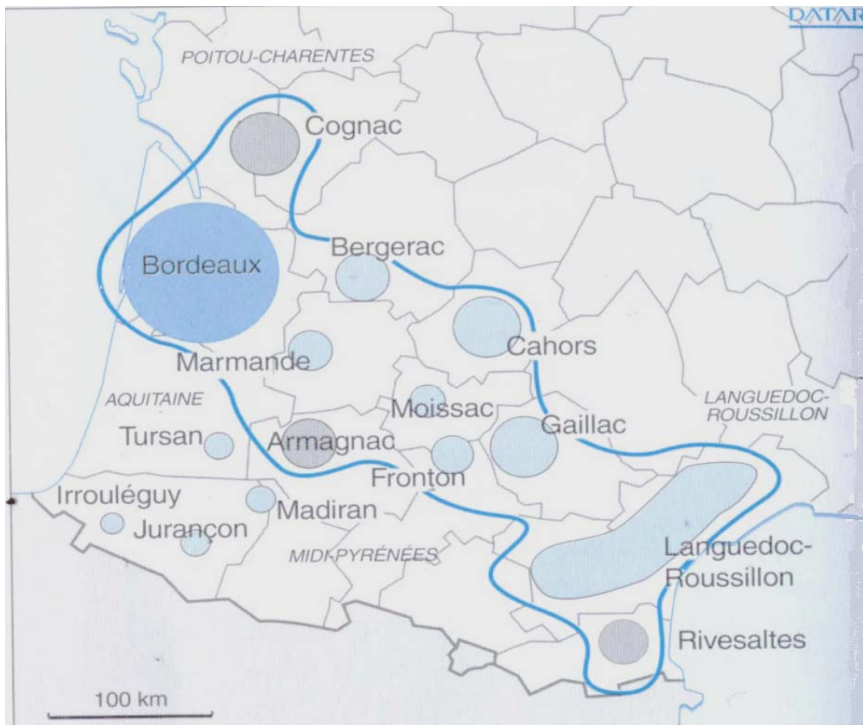 DATAR
POITOU-CHARENTES
Cognac
Bergerac
Bordeaux
Cahors
Marmande
LANGUEDOC-
ROUSSILLON
AQUITAINE
Moissac
Gaillac
Tursan
Armagnac
Fronton
Irrouléguy
Madiran
Jurançon
MIDI-PYRÉNÉES
Languedoc-
Roussillon
Rivesaltes
100 km